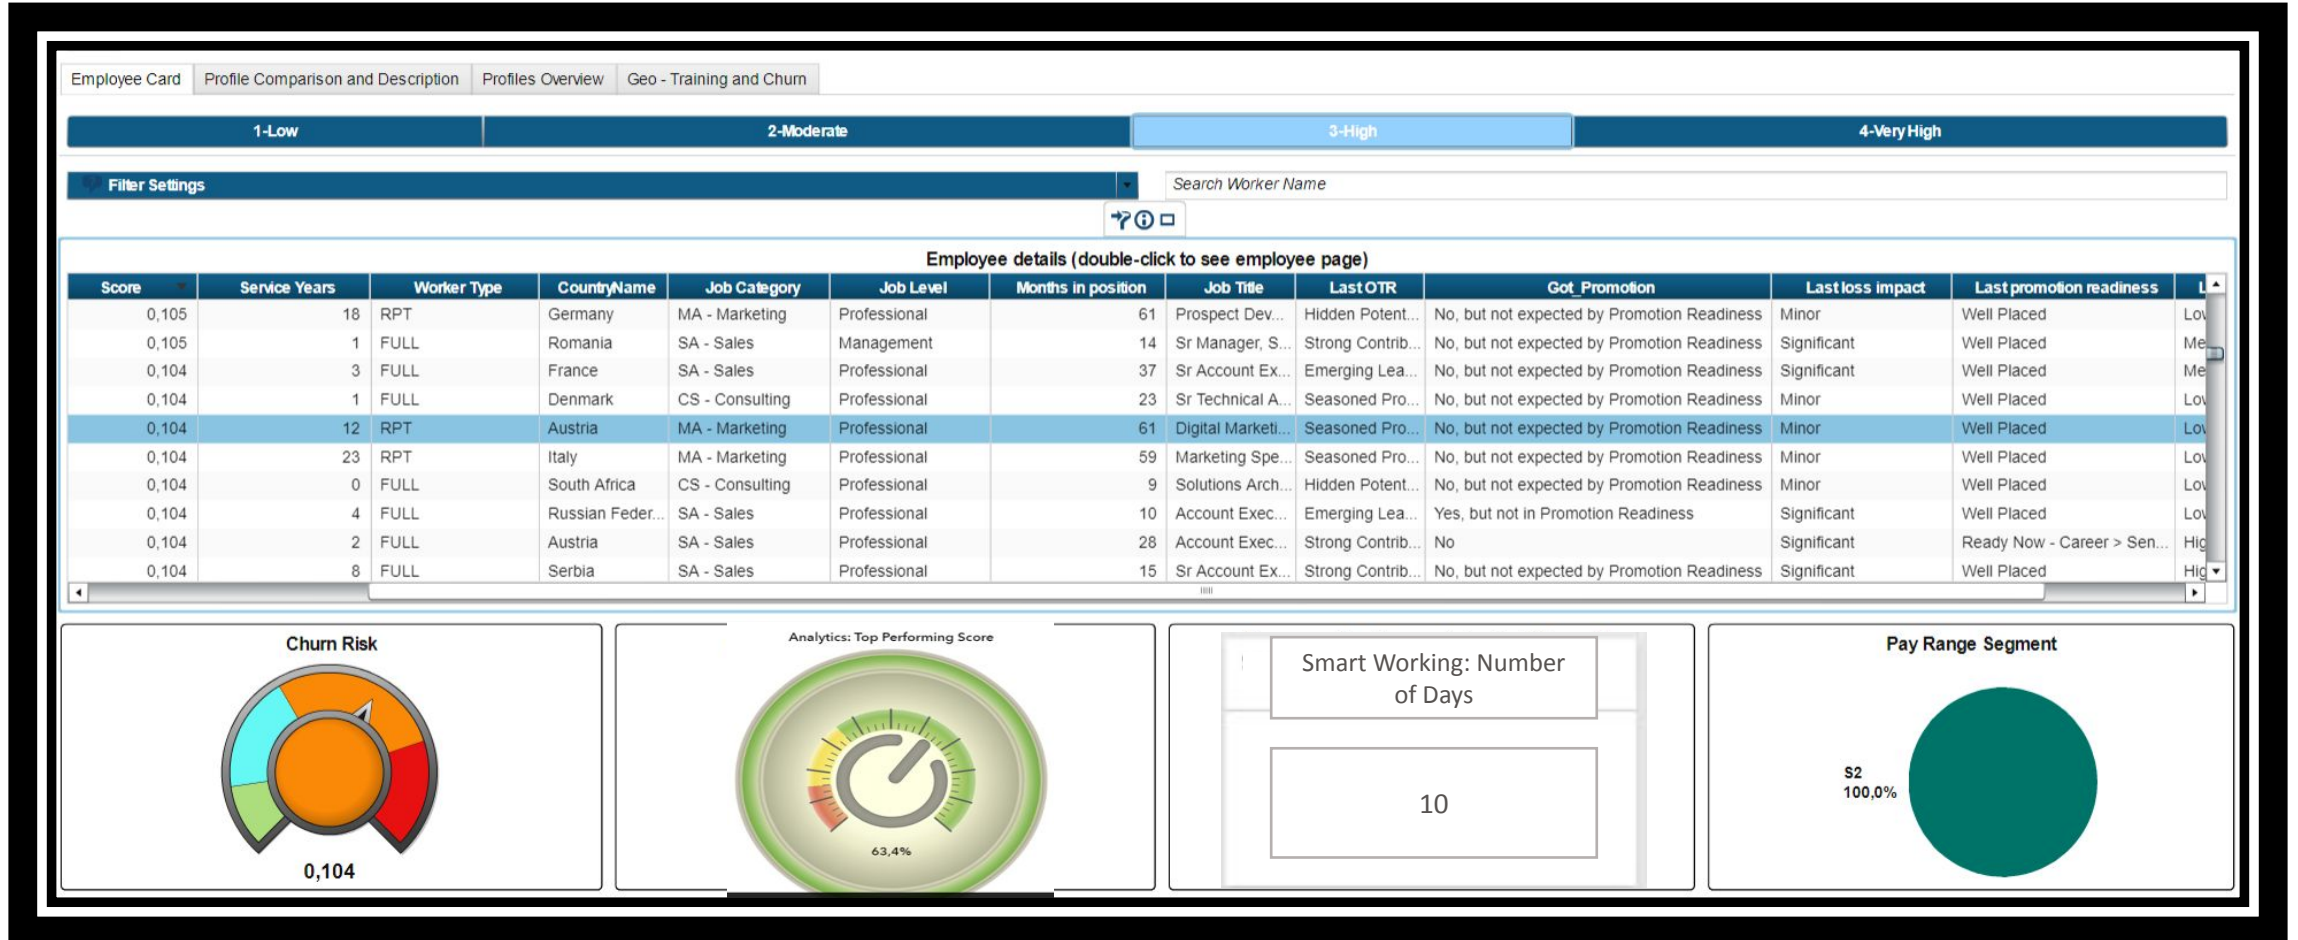 Employee Card Profile Comparison and Description Profiles Overview Geo - Training and Churn
1-Low 2-Moderate 3-High 4-Very High
Filter Settings Search Worker Name
Employee details (double-click to see employee page)
Score Service Years Worker Type CountryName Job Category Job Level Months in position Job Title Last OTR Got_Promotion Last loss impact Last promotion readiness L
0,105 18 RPT Germany MA - Marketing Professional 61 Prospect Dev... Hidden Potent... No, but not expected by Promotion Readiness Minor Well Placed Lov
0,105 1 FULL Romania SA - Sales Management 14 Sr Manager, S... Strong Contrib... No, but not expected by Promotion Readiness Significant Well Placed Me
0,104 3 FULL France SA - Sales Professional 37 Sr Account Ex... Emerging Lea... No, but not expected by Promotion Readiness Significant Well Placed Me
0,104 1 FULL Denmark CS - Consulting Professional 23 Sr Technical A... Seasoned Pro... No, but not expected by Promotion Readiness Minor Well Placed Lov
0,104 12 RPT Austria MA - Marketing Professional 61 Digital Marketi... Seasoned Pro... No, but not expected by Promotion Readiness Minor Well Placed Lov
0,104 23 RPT Italy MA - Marketing Professional 59 Marketing Spe... Seasoned Pro... No, but not expected by Promotion Readiness Minor Well Placed Lov
0,104 0 FULL South Africa CS - Consulting Professional 9 Solutions Arch... Hidden Potent... No, but not expected by Promotion Readiness Minor Well Placed Lov
0,104 4 FULL Russian Feder... SA - Sales Professional 10 Account Exec... Emerging Lea... Yes, but not in Promotion Readiness Significant Well Placed Lov
0,104 2 FULL Austria SA - Sales Professional 28 Account Exec... Strong Contrib... No Significant Ready Now - Career > Sen... Hig
0,104 8 FULL Serbia SA - Sales Professional 15 Sr Account Ex... Strong Contrib... No, but not expected by Promotion Readiness Significant Well Placed Hig
Churn Risk
0,104
Analytics: Top Performing Score
63,4%
Smart Working: Number
of Days
10
Pay Range Segment
S2
100,0%